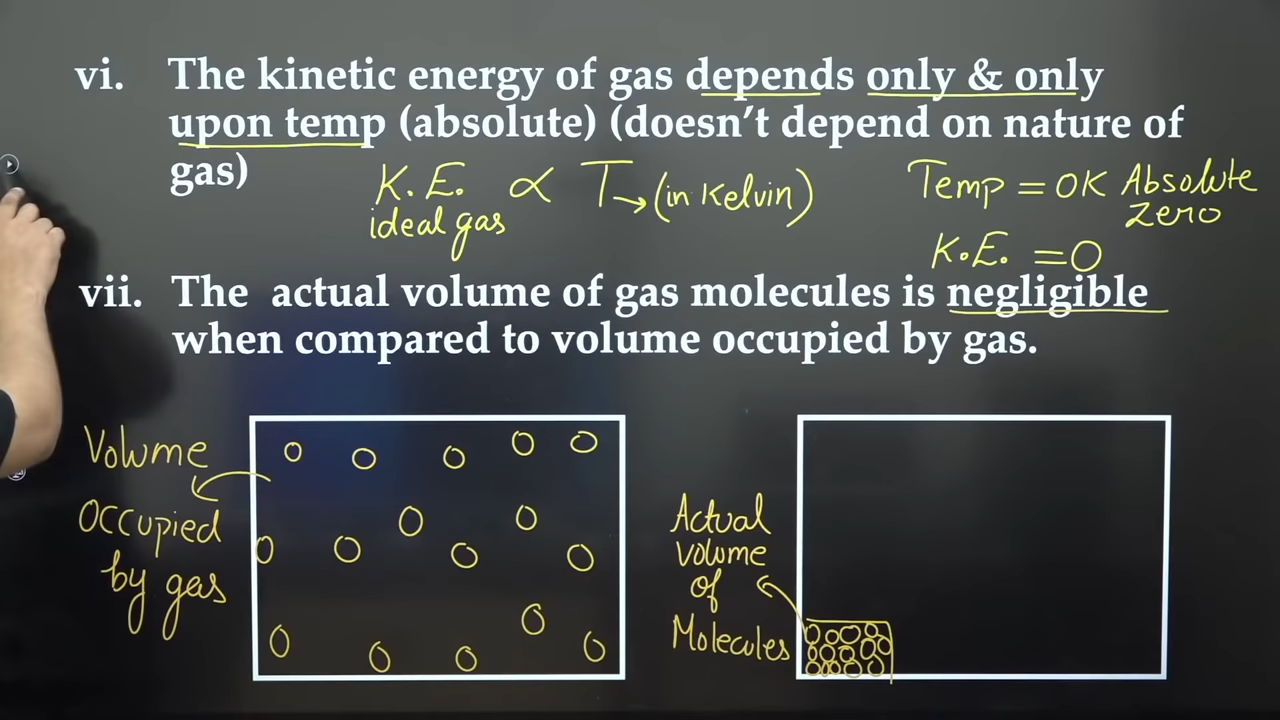 vi. The kinetic energy of gas depends only & only
upon temp (absolute) (doesn't depend on nature of
gas)
K.E. ∝ T → (in Kelvin)
ideal gas
Temp = 0K Absolute
Zero
K.E. = 0
vii. The actual volume of gas molecules is negligible
when compared to volume occupied by gas.
Volume
Occupied
by gas
Actual
volume
of
Molecules